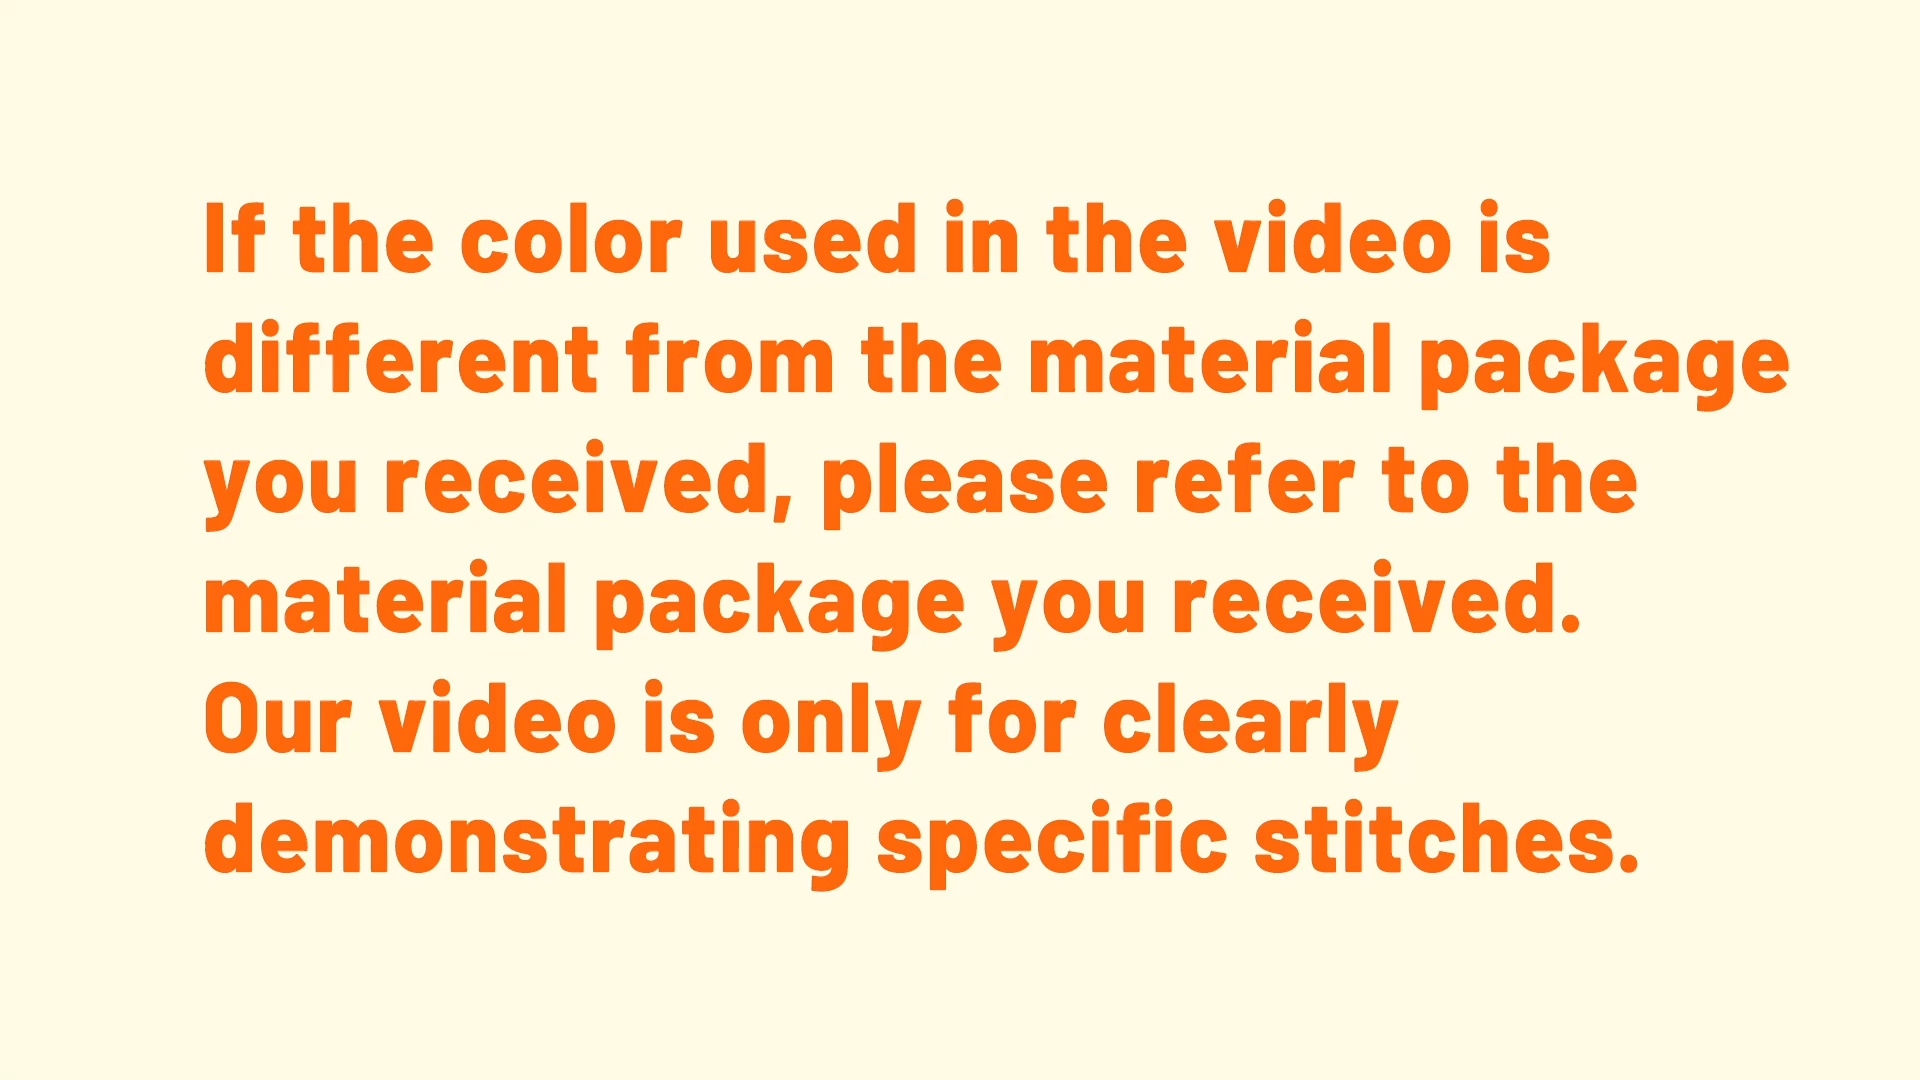 If the color used in the video is
different from the material package
you received, please refer to the
material package you received.
Our video is only for clearly
demonstrating specific stitches.